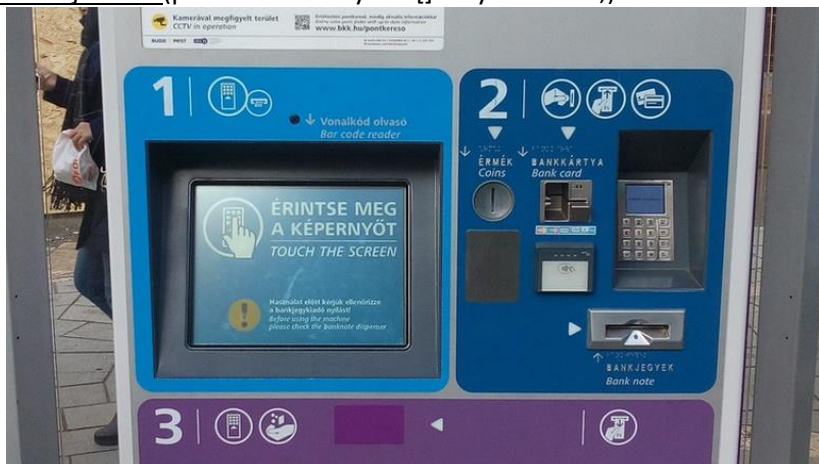 Kamerával megfigyelt terület
CCTV in operation
www.bkk.hu/pontkereso
1
Vonalkód olvasó
Bar code reader
ÉRINTSE MEG
A KÉPERNYŐT
TOUCH THE SCREEN
Használat előtt kérjük ellenőrizze
a bankjegykiadó nyílást!
Before using the machine
please check the banknote dispenser
2
ÉRMÉK
Coins
BANKKÁRTYA
Bank card
BANKJEGYEK
Bank note
3